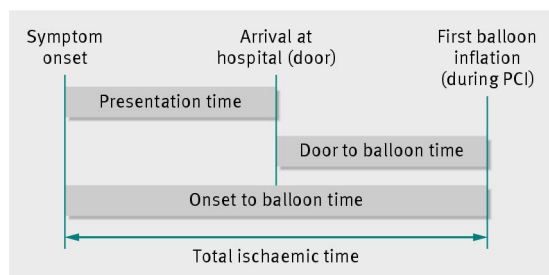 Symptom
onset
Arrival at
hospital (door)
First balloon
inflation
(during PCI)
Presentation time
Door to balloon time
Onset to balloon time
Total ischaemic time